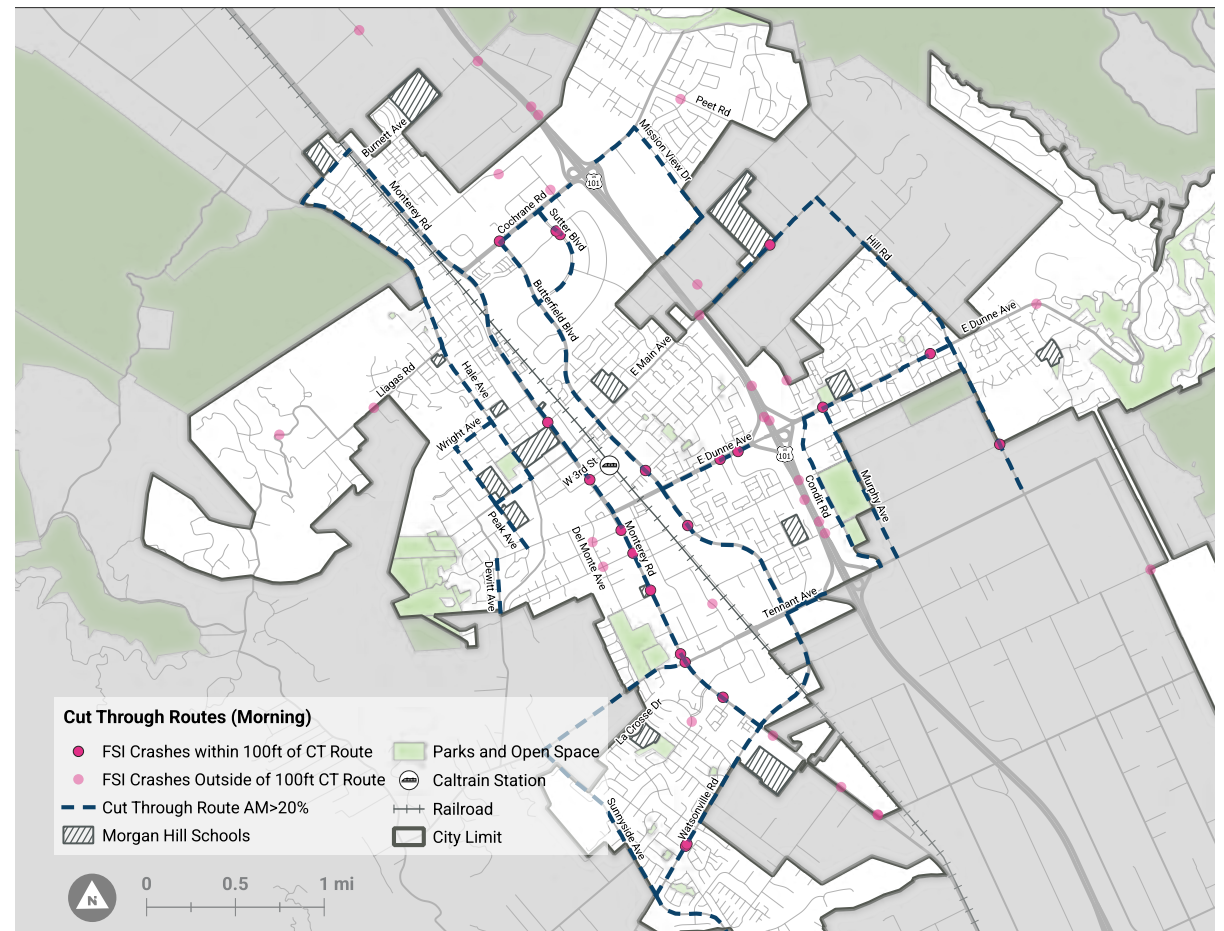 Peet Rd
Burnett Ave
Mission View Dr
101
Monterey Rd
Cochrane Rd
Sutter Blvd
Hill Rd
Butterfield Blvd
E Dunne Ave
E Main Ave
Llagas Rd
Hale Ave
Wright Ave
E Dunne Ave
101
W 3rd St
Condit Rd
Murphy Ave
Peak Ave
Del Monte Ave
Monterey Rd
Dewitt Ave
Tennant Ave
La Crosse Dr
Watsonville Rd
Sunnyside Ave
Cut Through Routes (Morning)
FSI Crashes within 100ft of CT Route
FSI Crashes Outside of 100ft CT Route
Cut Through Route AM>20%
Morgan Hill Schools
Parks and Open Space
Caltrain Station
Railroad
City Limit
N
0 0.5 1 mi